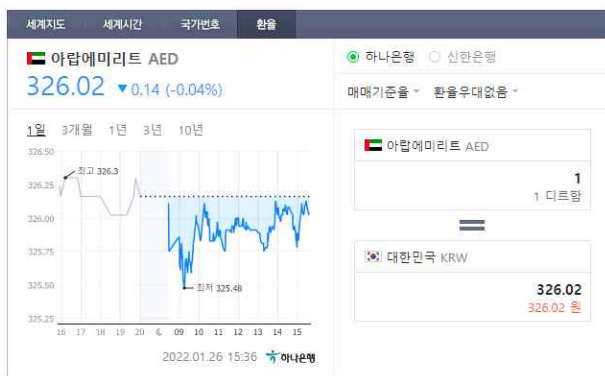 세계지도 세계시간 국가번호 환율
아랍에미리트 AED
326.02 ▼0.14 (-0.04%)
1일 3개월 1년 3년 10년
326.50
326.25
326.00
325.75
325.50
325.25
최고 326.3
최저 325.48
16 17 18 19 20 09 10 11 12 13 14 15
2022.01.26 15:36 하나은행
하나은행 신한은행
매매기준율 환율우대없음
아랍에미리트 AED
1
1 디르함
대한민국 KRW
326.02
326.02 원